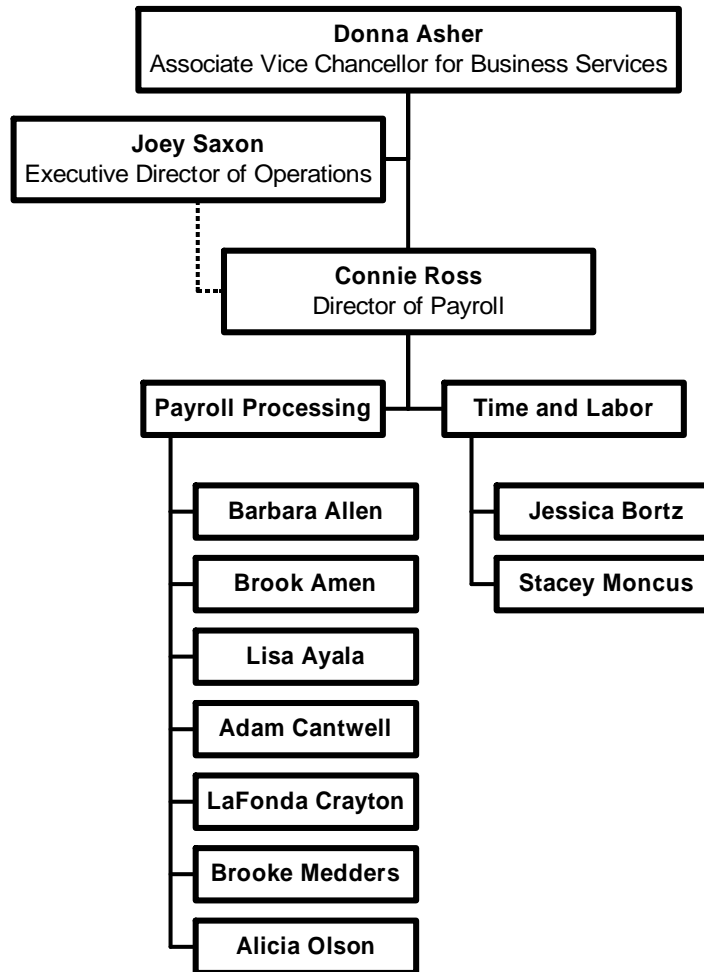 Donna Asher
Associate Vice Chancellor for Business Services
Joey Saxon
Executive Director of Operations
Connie Ross
Director of Payroll
Payroll Processing
Time and Labor
Barbara Allen
Jessica Bortz
Brook Amen
Stacey Moncus
Lisa Ayala
Adam Cantwell
LaFonda Crayton
Brooke Medders
Alicia Olson